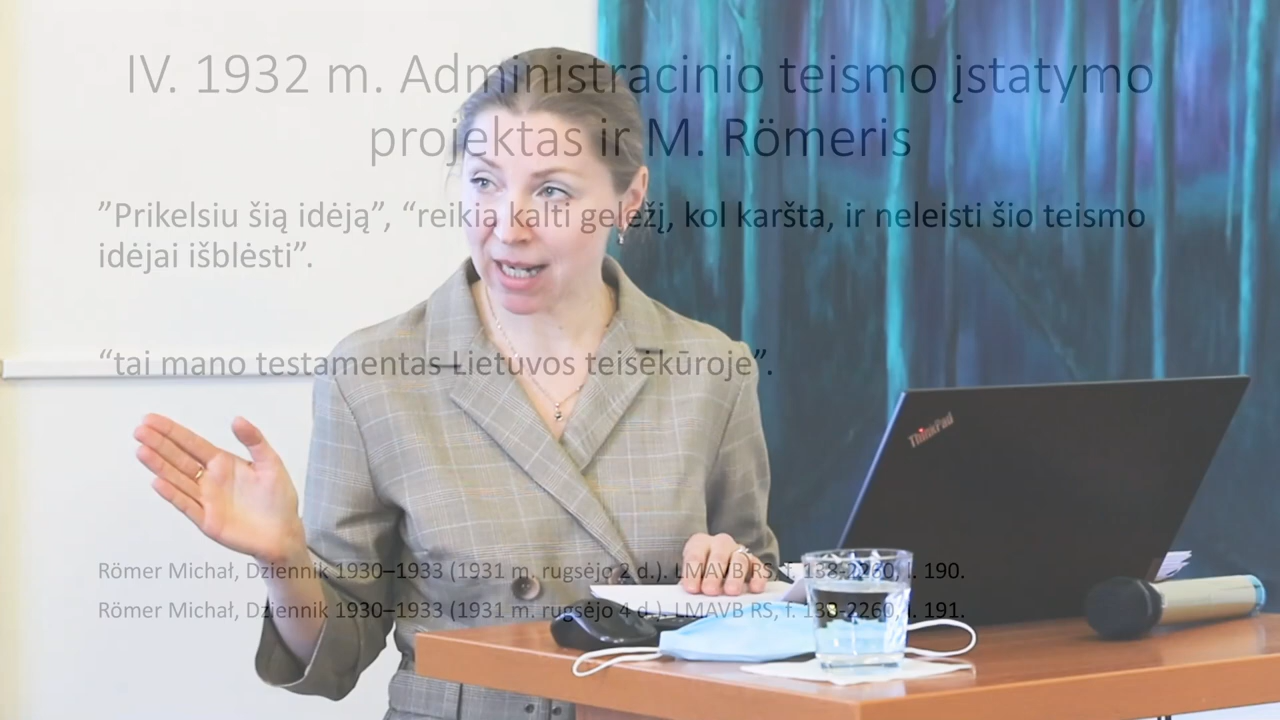 IV. 1932 m. Administracinio teismo įstatymo
projektas ir M. Römeris
”Prikelsiu šią idėją”, “reikia kalti geležį, kol karšta, ir neleisti šio teismo
idėjai išblėsti”.
“tai mano testamentas Lietuvos teisėkūroje”.
ThinkPad
Römer Michał, Dziennik 1930–1933 (1931 m. rugsėjo 2 d.). LMAVB RS, f. 138-2260, l. 190.
Römer Michał, Dziennik 1930–1933 (1931 m. rugsėjo 4 d.). LMAVB RS, f. 138-2260, l. 191.